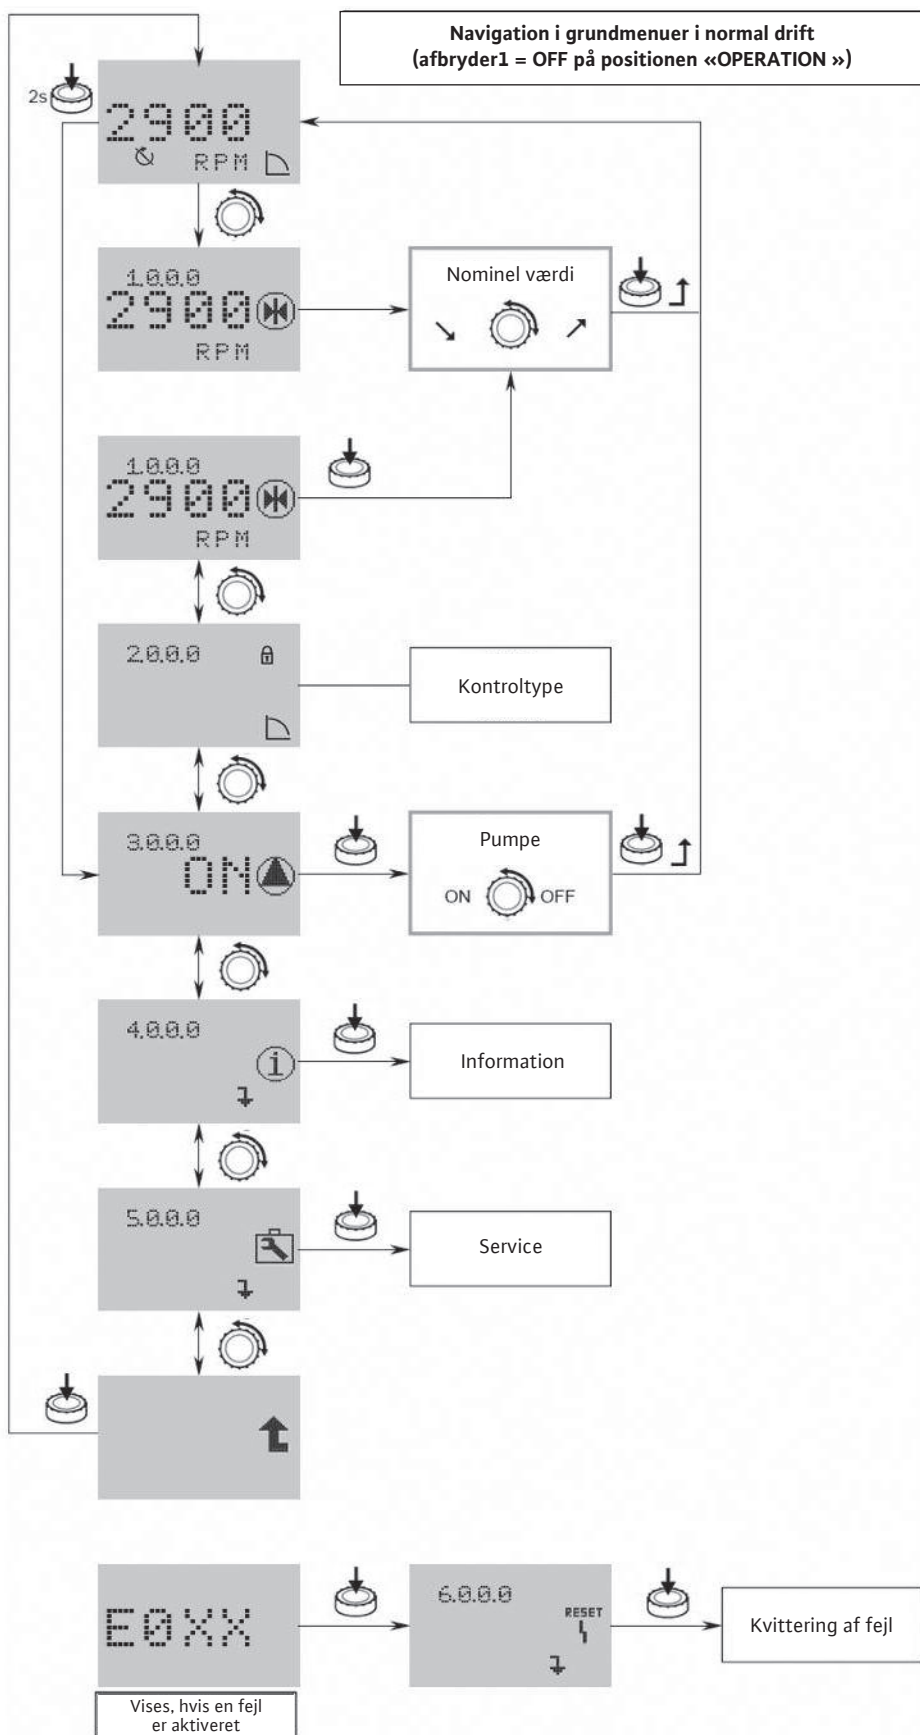 Navigation i grundmenuer i normal drift
(afbryder1 = OFF på positionen «OPERATION »)
2s
2900
RPM
1.0.0.0
2900
RPM
Nominel værdi
1.0.0.0
2900
RPM
2.0.0.0
Kontroltype
3.0.0.0
ON
Pumpe
ON
OFF
4.0.0.0
i
Information
5.0.0.0
Service
E0XX
6.0.0.0
RESET
Kvittering af fejl
Vises, hvis en fejl
er aktiveret